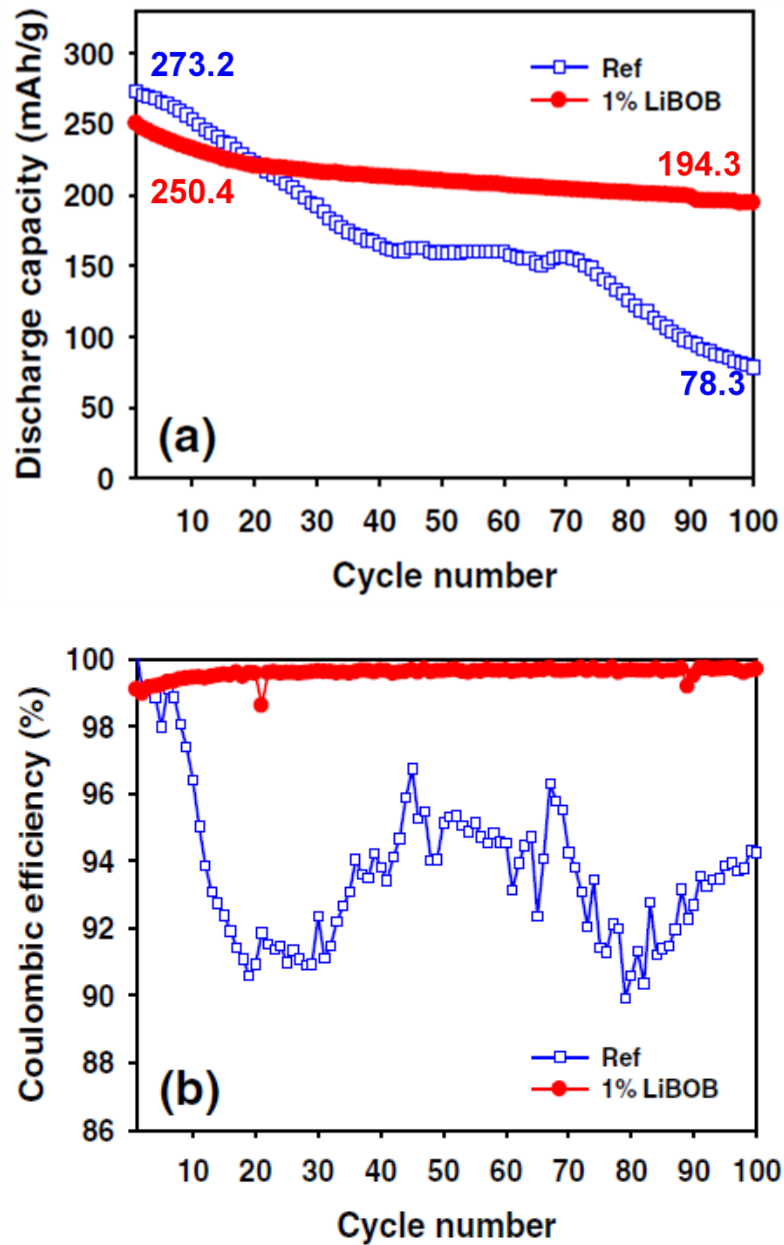 Discharge capacity (mAh/g)
300
250
200
150
100
50
0
273.2
250.4
Ref
1% LiBOB
194.3
78.3
(a)
10 20 30 40 50 60 70 80 90 100
Cycle number
Coulombic efficiency (%)
100
98
96
94
92
90
88
86
Ref
1% LiBOB
(b)
10 20 30 40 50 60 70 80 90 100
Cycle number